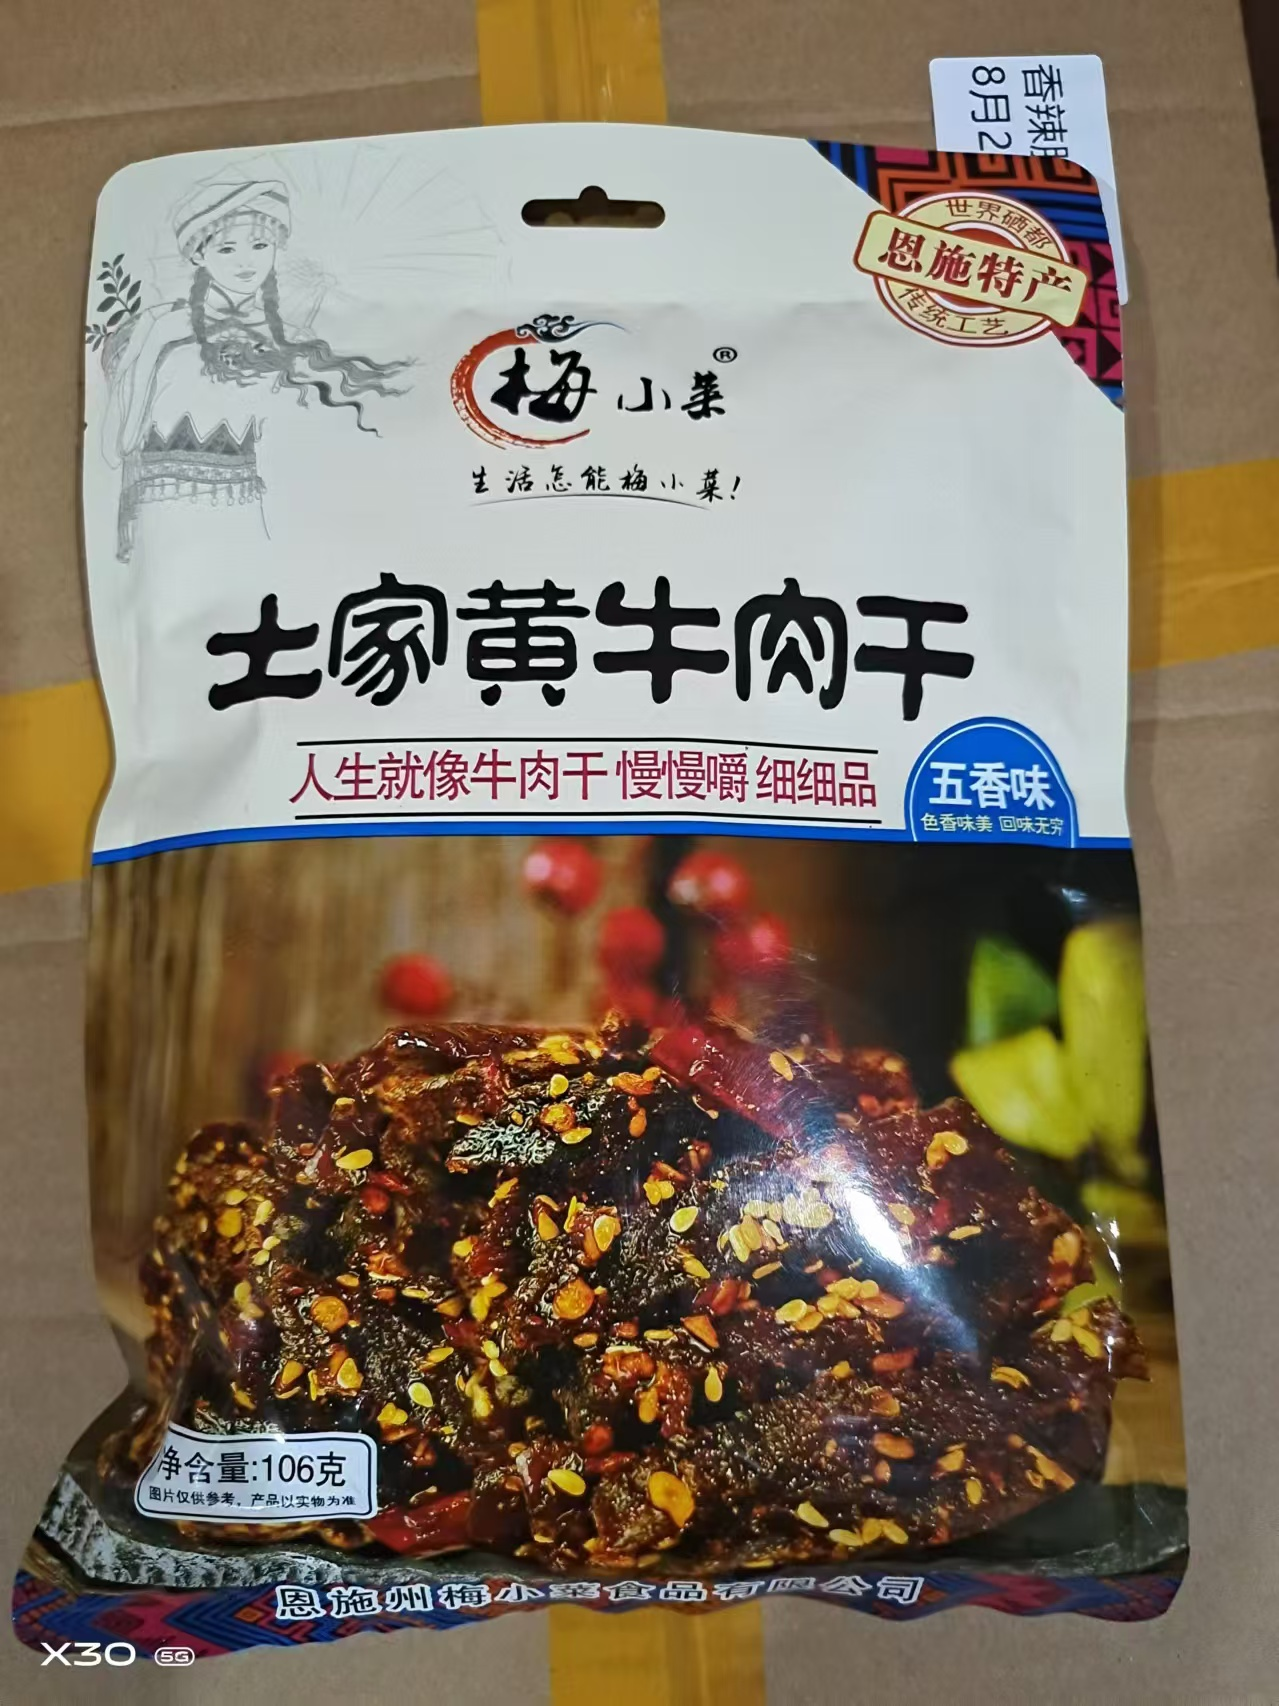 香辣
8月2
世界硒都
恩施特产
传统工艺
梅小菜®
生活怎能梅小菜!
土家黄牛肉干
人生就像牛肉干 慢慢嚼 细细品
五香味
色香味美 回味无穷
净含量:106克
图片仅供参考，产品以实物为准
恩施州梅小菜食品有限公司
X30 5G